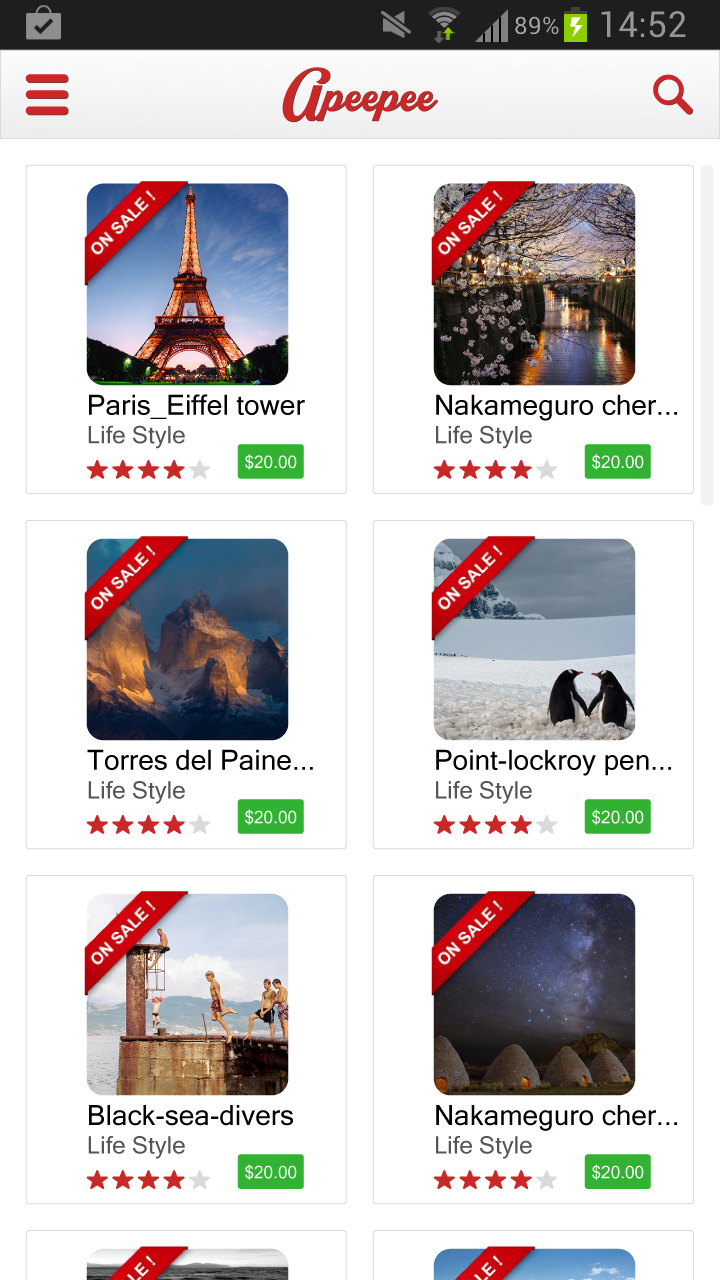 89% 14:52
Apeepee
ON SALE !
ON SALE !
Paris_Eiffel tower
Nakameguro cher...
Life Style
Life Style
$20.00
$20.00
ON SALE !
ON SALE !
Torres del Paine...
Point-lockroy pen...
Life Style
Life Style
$20.00
$20.00
ON SALE !
ON SALE !
Black-sea-divers
Nakameguro cher...
Life Style
Life Style
$20.00
$20.00
LE !
LE !